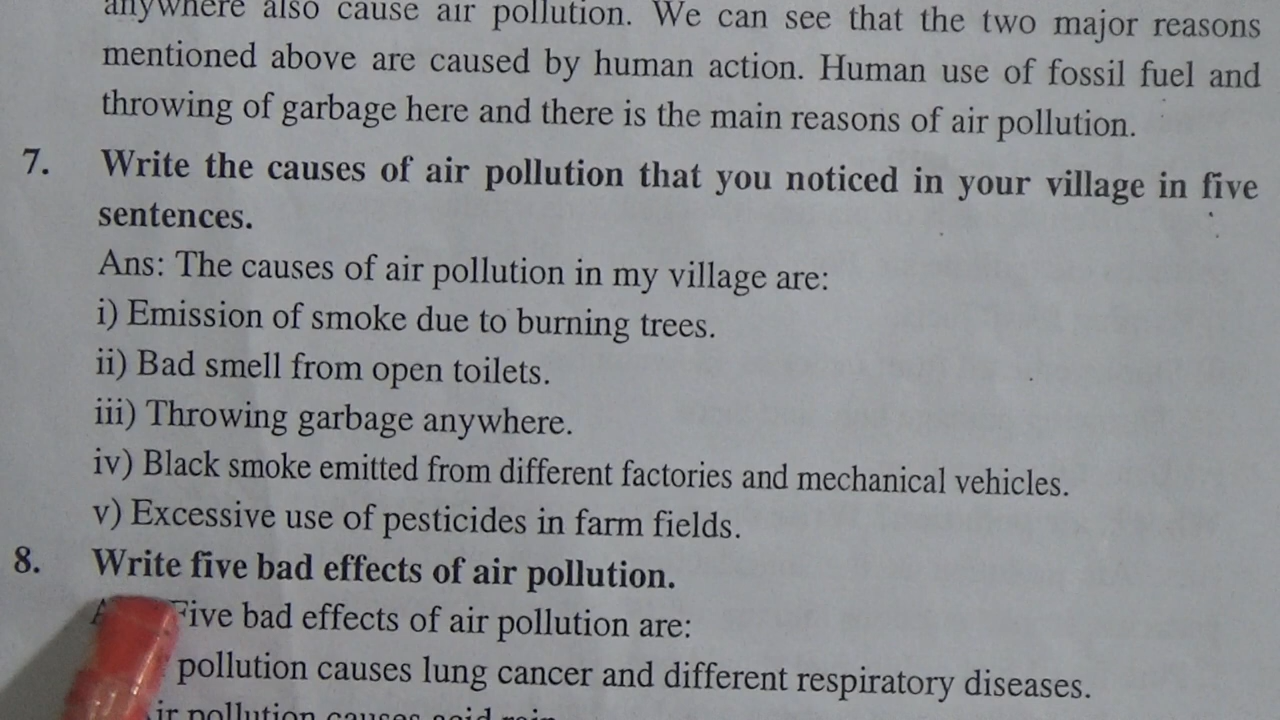 anywhere also cause air pollution. We can see that the two major reasons
mentioned above are caused by human action. Human use of fossil fuel and
throwing of garbage here and there is the main reasons of air pollution.
7. Write the causes of air pollution that you noticed in your village in five
sentences.
Ans: The causes of air pollution in my village are:
i) Emission of smoke due to burning trees.
ii) Bad smell from open toilets.
iii) Throwing garbage anywhere.
iv) Black smoke emitted from different factories and mechanical vehicles.
v) Excessive use of pesticides in farm fields.
8. Write five bad effects of air pollution.
Five bad effects of air pollution are:
pollution causes lung cancer and different respiratory diseases.
pollution causes acid rain